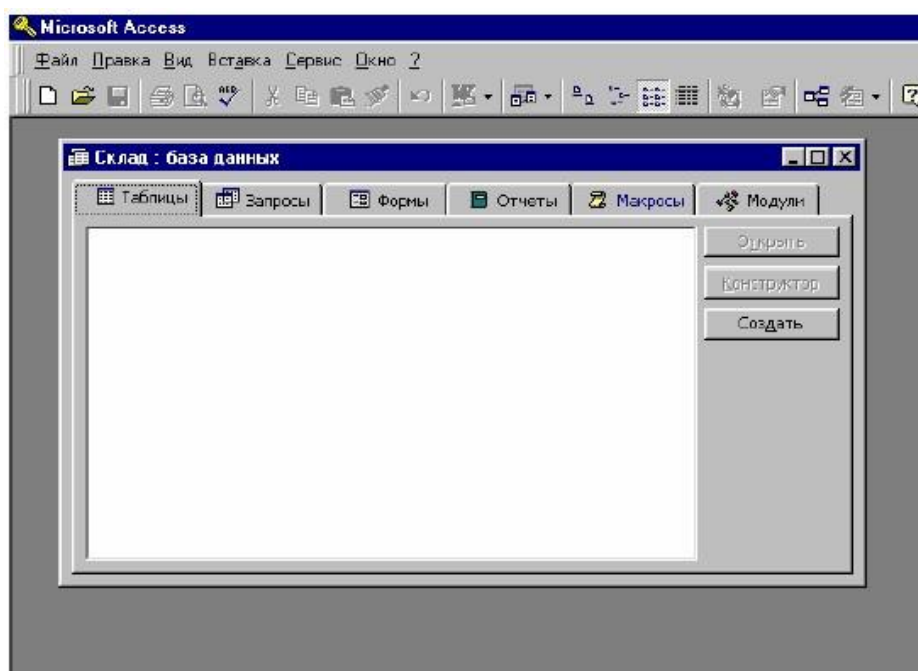 Microsoft Access
Файл Правка Вид Вставка Сервис Окно ?
Склад : база данных
Таблицы Запросы Формы Отчеты Макросы Модули
Открыть
Конструктор
Создать